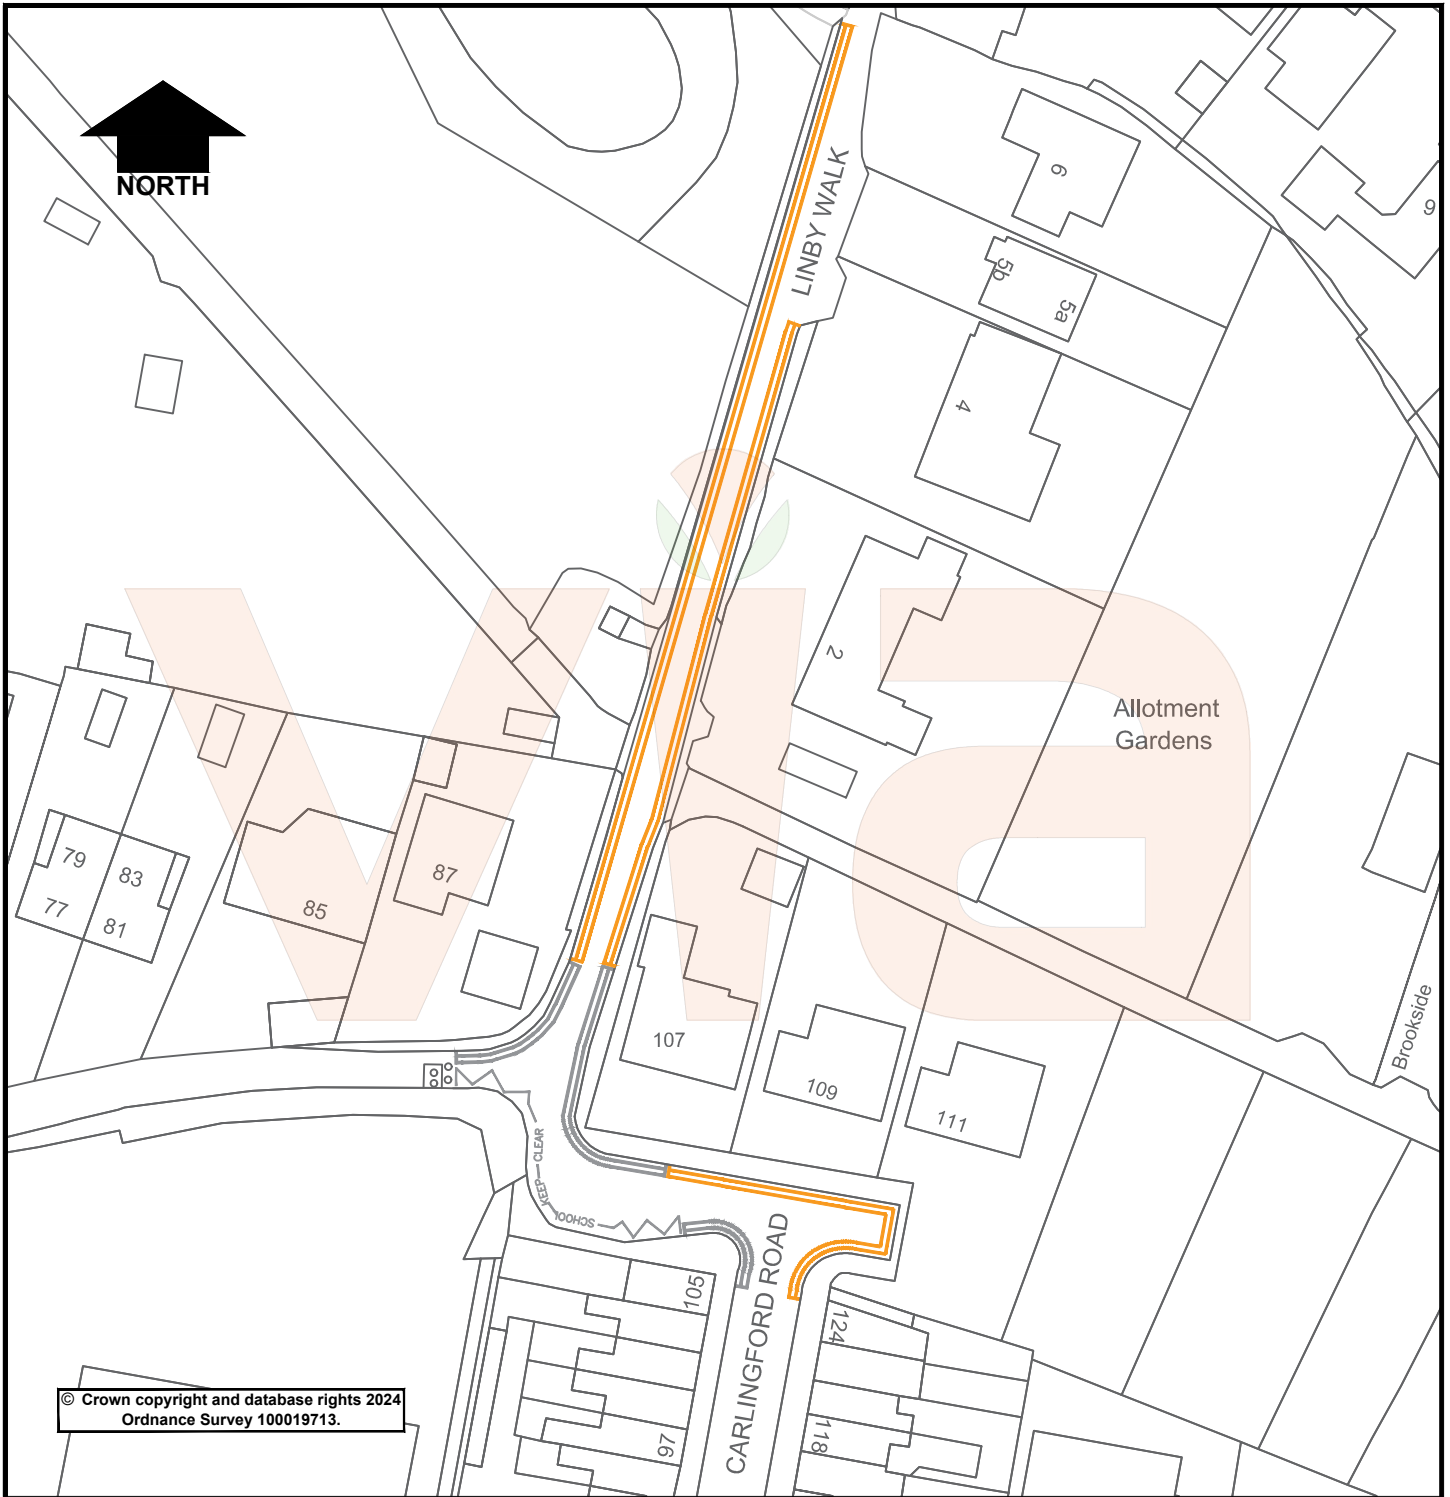 NORTH
LINBY WALK
6
9
5b
5a
4
2
Allotment
Gardens
79
83
77
81
85
87
107
109
111
Brookside
KEEP CLEAR
SCHOOL
CARLINGFORD ROAD
105
124
97
118
via
© Crown copyright and database rights 2024
Ordnance Survey 100019713.